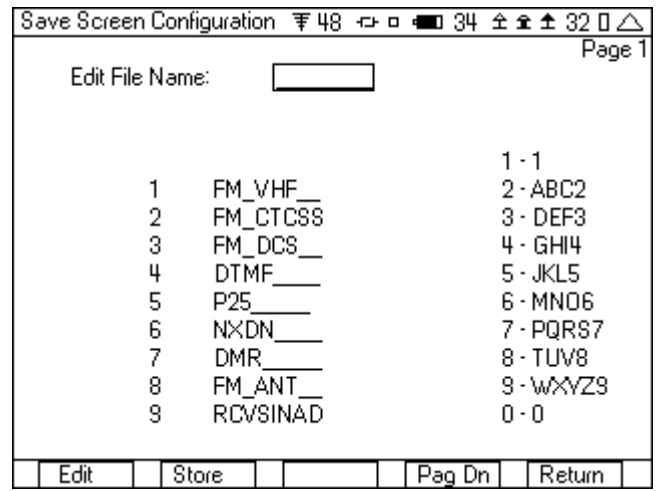 Save Screen Configuration 48 34 32
Page 1
Edit File Name:
1 - 1
1 FM_VHF__ 2 - ABC2
2 FM_CTCSS 3 - DEF3
3 FM_DCS__ 4 - GHI4
4 DTMF____ 5 - JKL5
5 P25_____ 6 - MNO6
6 NXDN____ 7 - PQRS7
7 DMR_____ 8 - TUV8
8 FM_ANT__ 9 - WXYZ9
9 RCVSINAD 0 - 0
Edit Store Pag Dn Return